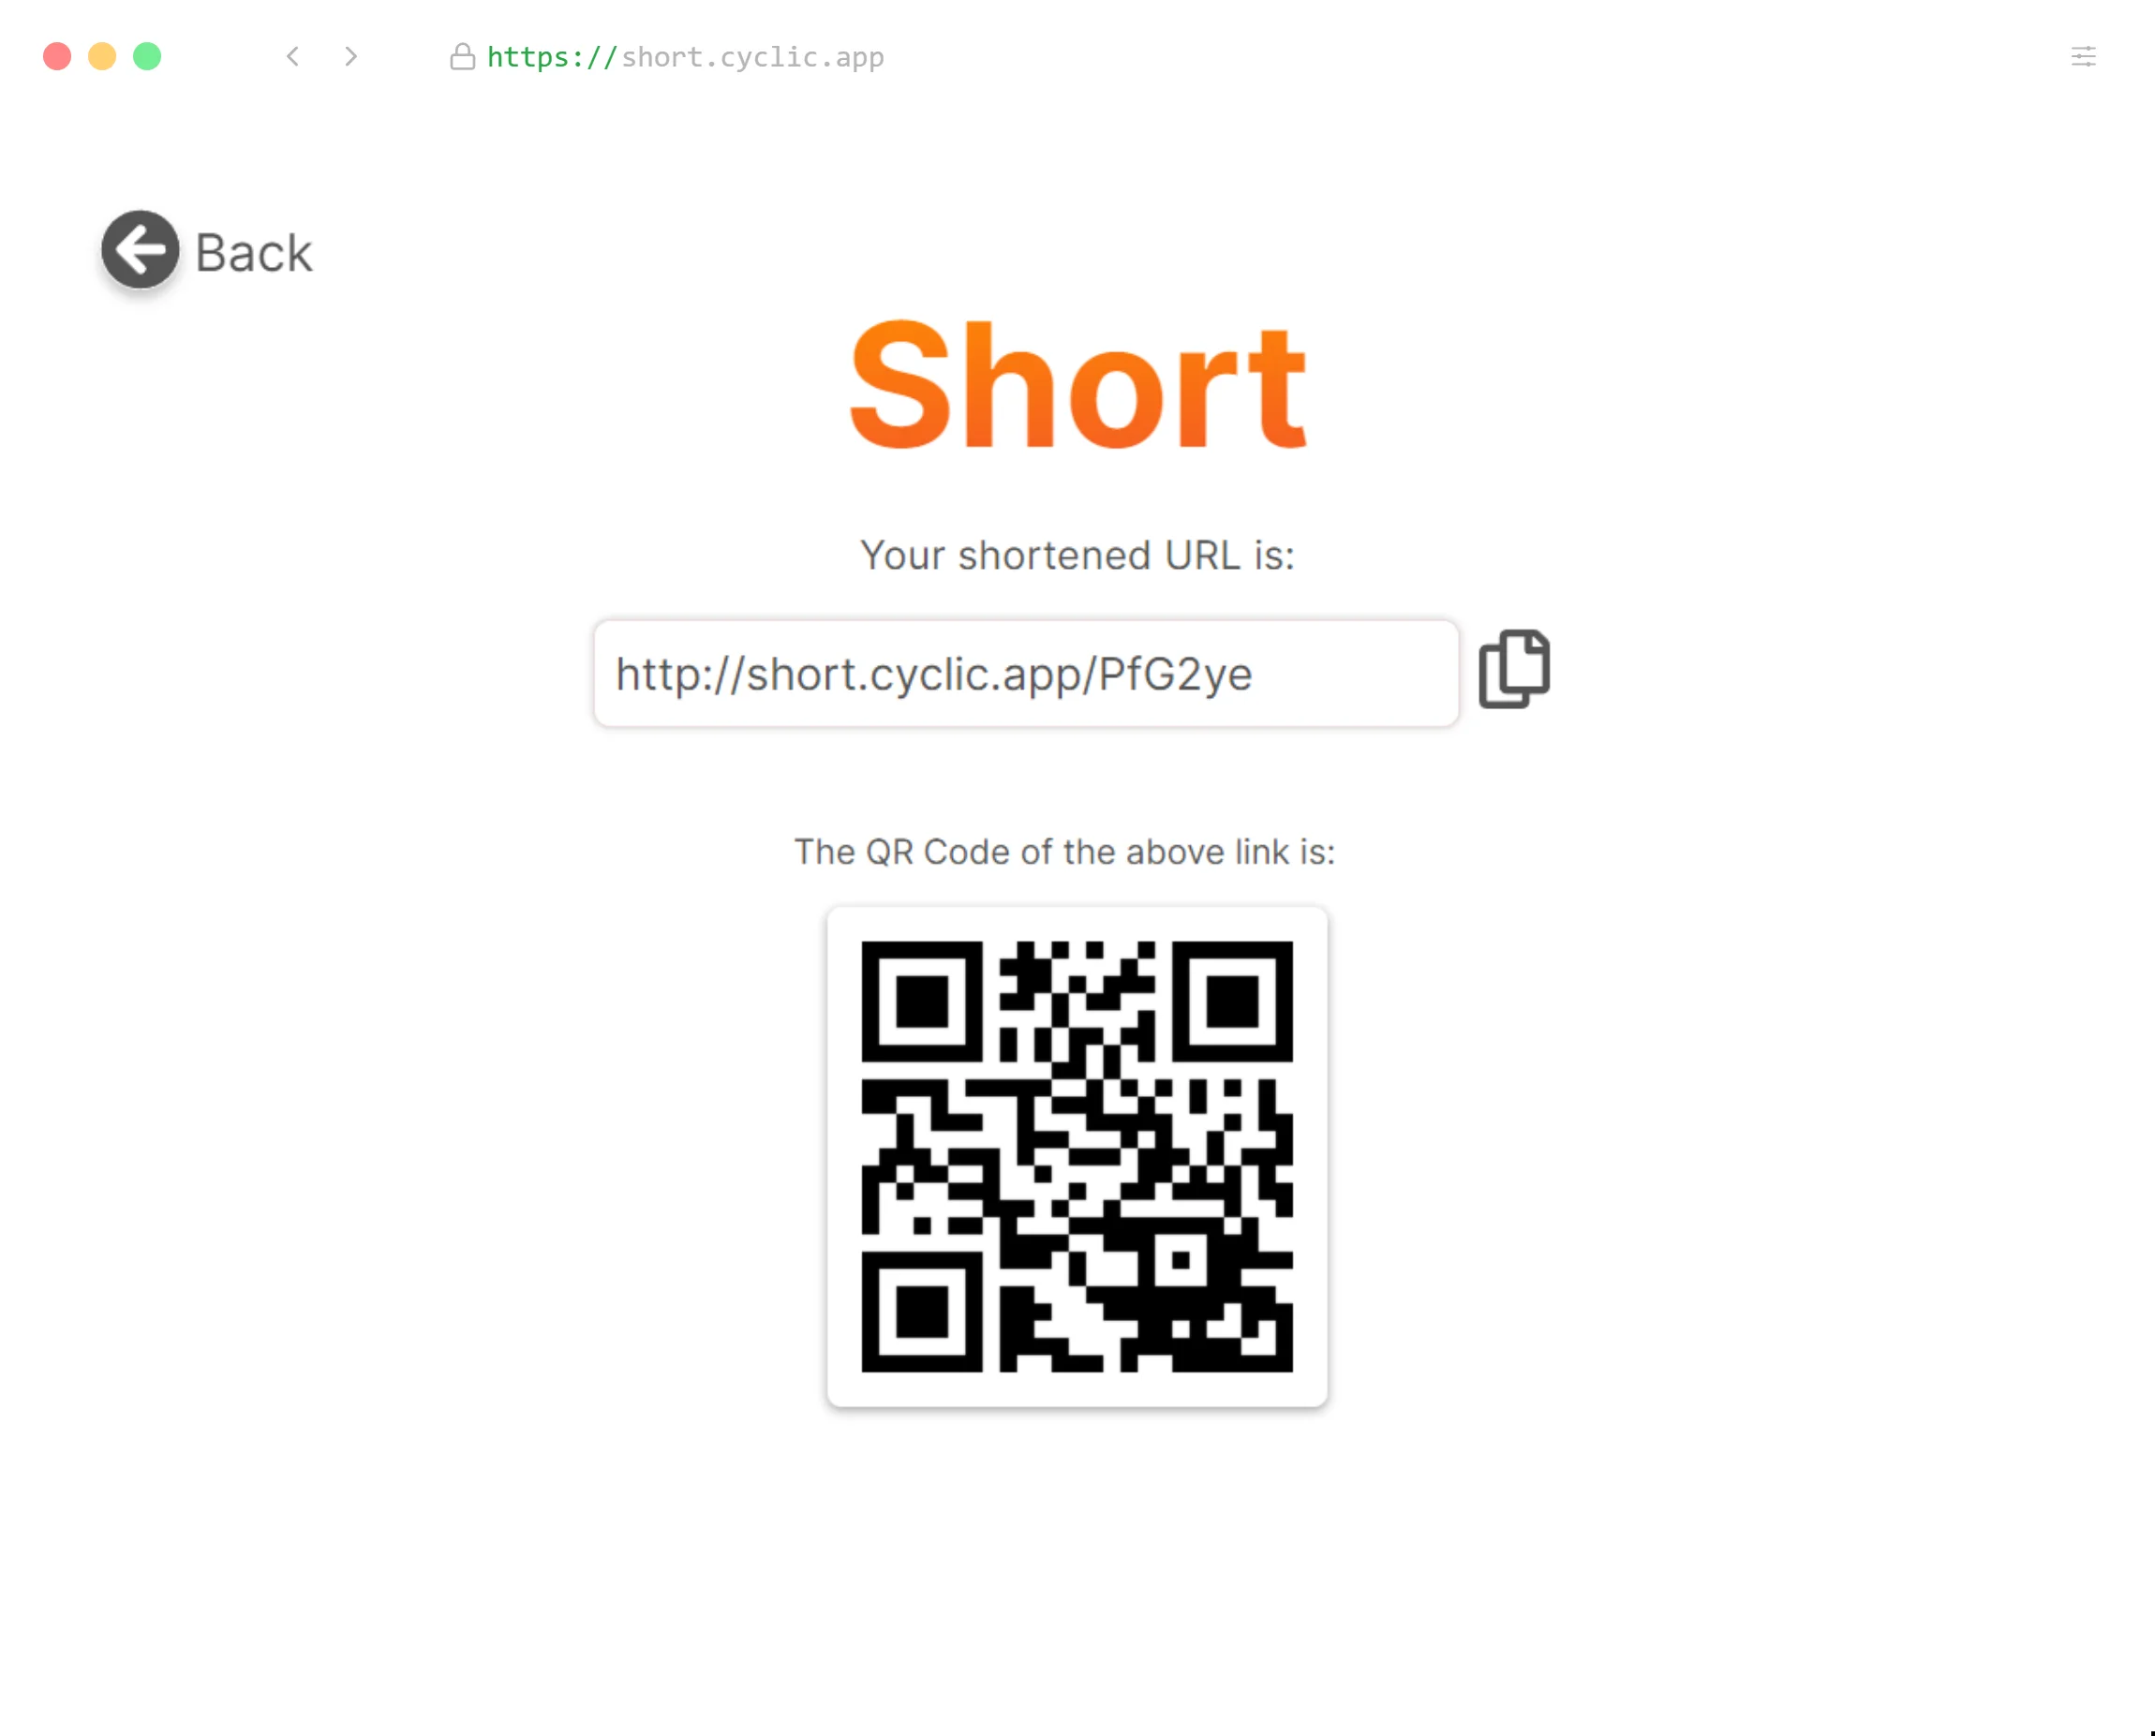 https://short.cyclic.app
Back
Short
Your shortened URL is:
http://short.cyclic.app/PfG2ye
The QR Code of the above link is: